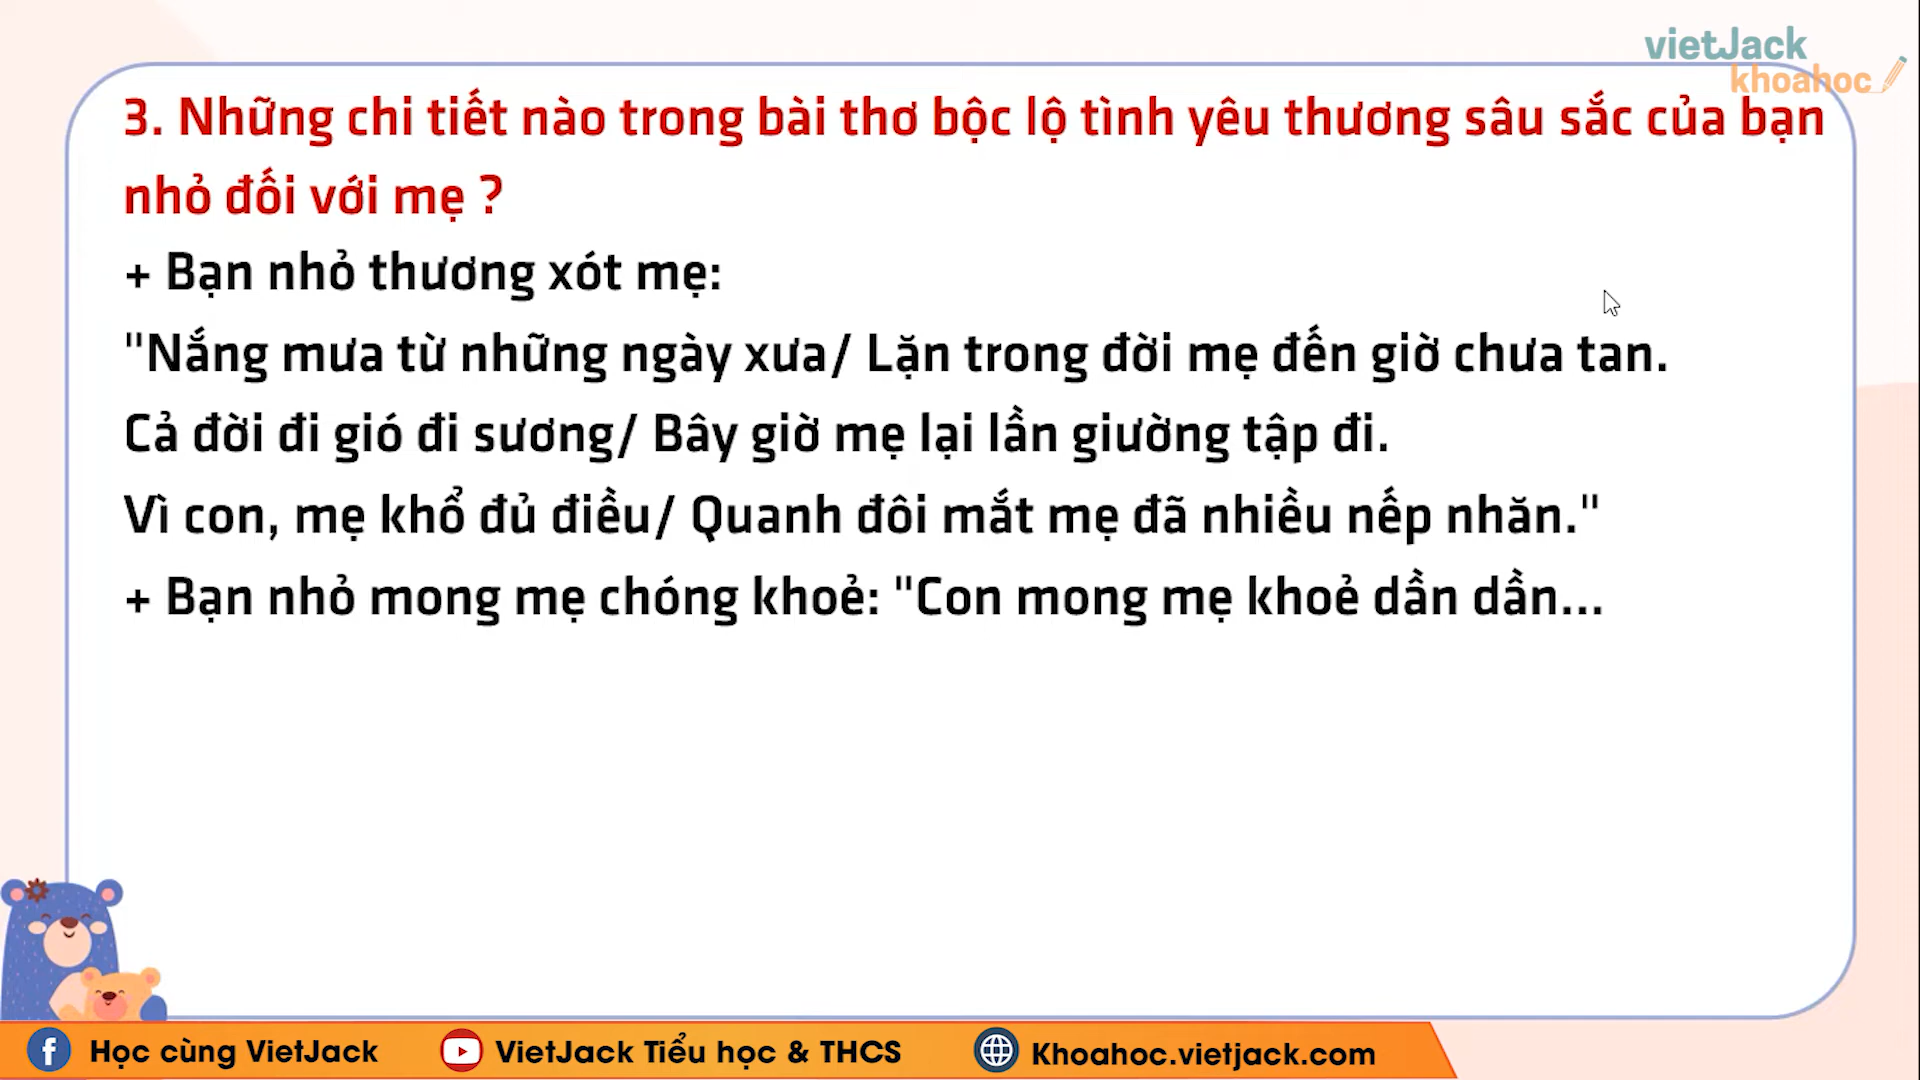 vietJack
khoahoc
3. Những chi tiết nào trong bài thơ bộc lộ tình yêu thương sâu sắc của bạn
nhỏ đối với mẹ ?
+ Bạn nhỏ thương xót mẹ:
"Nắng mưa từ những ngày xưa/ Lặn trong đời mẹ đến giờ chưa tan.
Cả đời đi gió đi sương/ Bây giờ mẹ lại lần giường tập đi.
Vì con, mẹ khổ đủ điều/ Quanh đôi mắt mẹ đã nhiều nếp nhăn."
+ Bạn nhỏ mong mẹ chóng khoẻ: "Con mong mẹ khoẻ dần dần...
Học cùng VietJack
VietJack Tiểu học & THCS
Khoahoc.vietjack.com